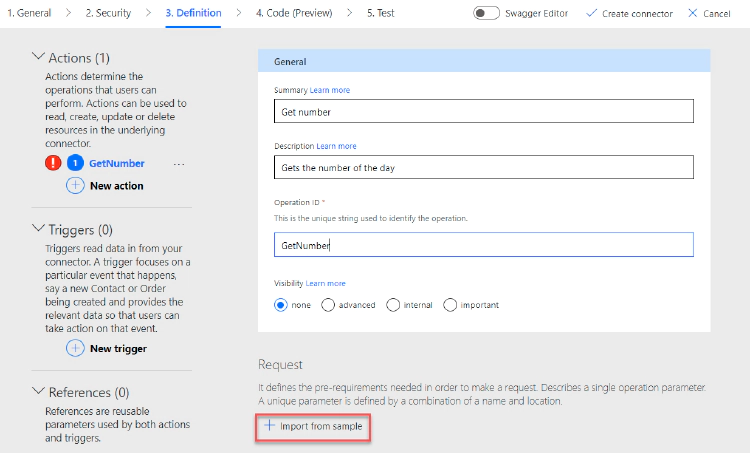 1. General > 2. Security > 3. Definition > 4. Code (Preview) > 5. Test Swagger Editor Create connector Cancel
Actions (1)
Actions determine the
operations that users can
perform. Actions can be used to
read, create, update or delete
resources in the underlying
connector.
! 1 GetNumber ...
+ New action
Triggers (0)
Triggers read data in from your
connector. A trigger focuses on a
particular event that happens,
say a new Contact or Order
being created and provides the
relevant data so that users can
take action on that event.
+ New trigger
References (0)
References are reusable
parameters used by both actions
and triggers.
General
Summary Learn more
Get number
Description Learn more
Gets the number of the day
Operation ID *
This is the unique string used to identify the operation.
GetNumber
Visibility Learn more
none advanced internal important
Request
It defines the pre-requirements needed in order to make a request. Describes a single operation parameter.
A unique parameter is defined by a combination of a name and location.
+ Import from sample